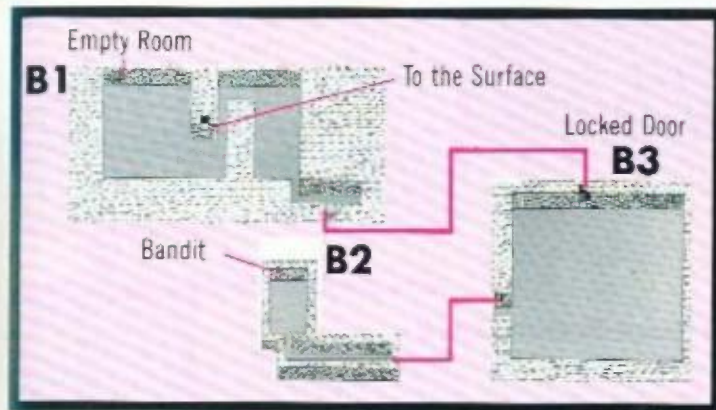 Empty Room
B1
To the Surface
Locked Door
B3
Bandit
B2